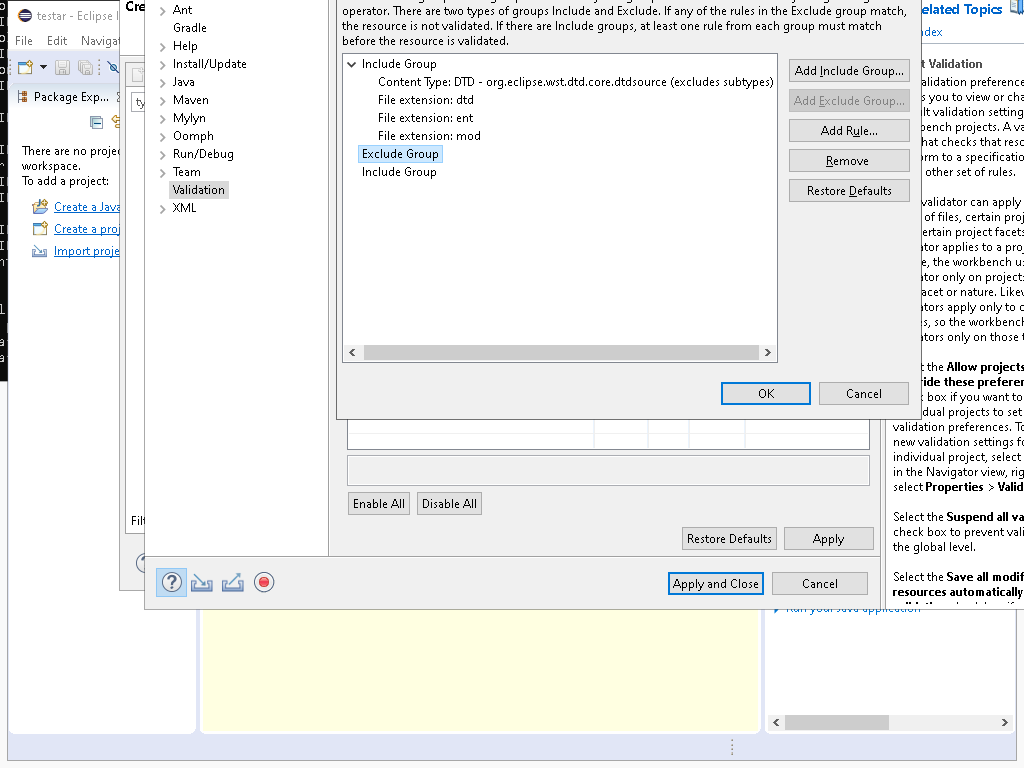 testar - Eclipse I
File
Edit
Naviga
Package Exp...
There are no proje
workspace.
To add a project:
Create a Java
Create a proj
Import proje
Cre
ty
Filt
Ant
Gradle
Help
Install/Update
Java
Maven
Mylyn
Oomph
Run/Debug
Team
Validation
XML
operator. There are two types of groups Include and Exclude. If any of the rules in the Exclude group match,
the resource is not validated. If there are Include groups, at least one rule from each group must match
before the resource is validated.
Include Group
Content Type: DTD - org.eclipse.wst.dtd.core.dtdsource (excludes subtypes)
File extension: dtd
File extension: ent
File extension: mod
Exclude Group
Include Group
Add Include Group...
Add Exclude Group...
Add Rule...
Remove
Restore Defaults
OK
Cancel
Enable All
Disable All
Restore Defaults
Apply
Apply and Close
Cancel
elated Topics
dex
t Validation
alidation preference
s you to view or cha
ult validation setting
bench projects. A va
that checks that reso
orm to a specification
other set of rules.
validator can apply
of files, certain proj
ertain project facets
ator applies to a proj
e, the workbench us
ator only on projects
acet or nature. Likew
ators apply only to c
s, so the workbench
ators only on those t
t the Allow projects
ride these preferen
box if you want to
dual projects to set
validation preferences. To
new validation settings fo
individual project, select
in the Navigator view, rig
select Properties > Valid
Select the Suspend all va
check box to prevent vali
the global level.
Select the Save all modif
resources automatically
Run your Java application